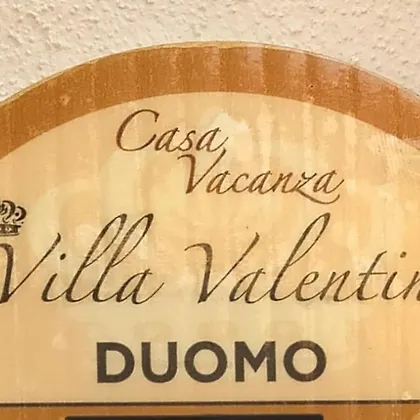 Casa
Vacanza
Villa Valentin
DUOMO